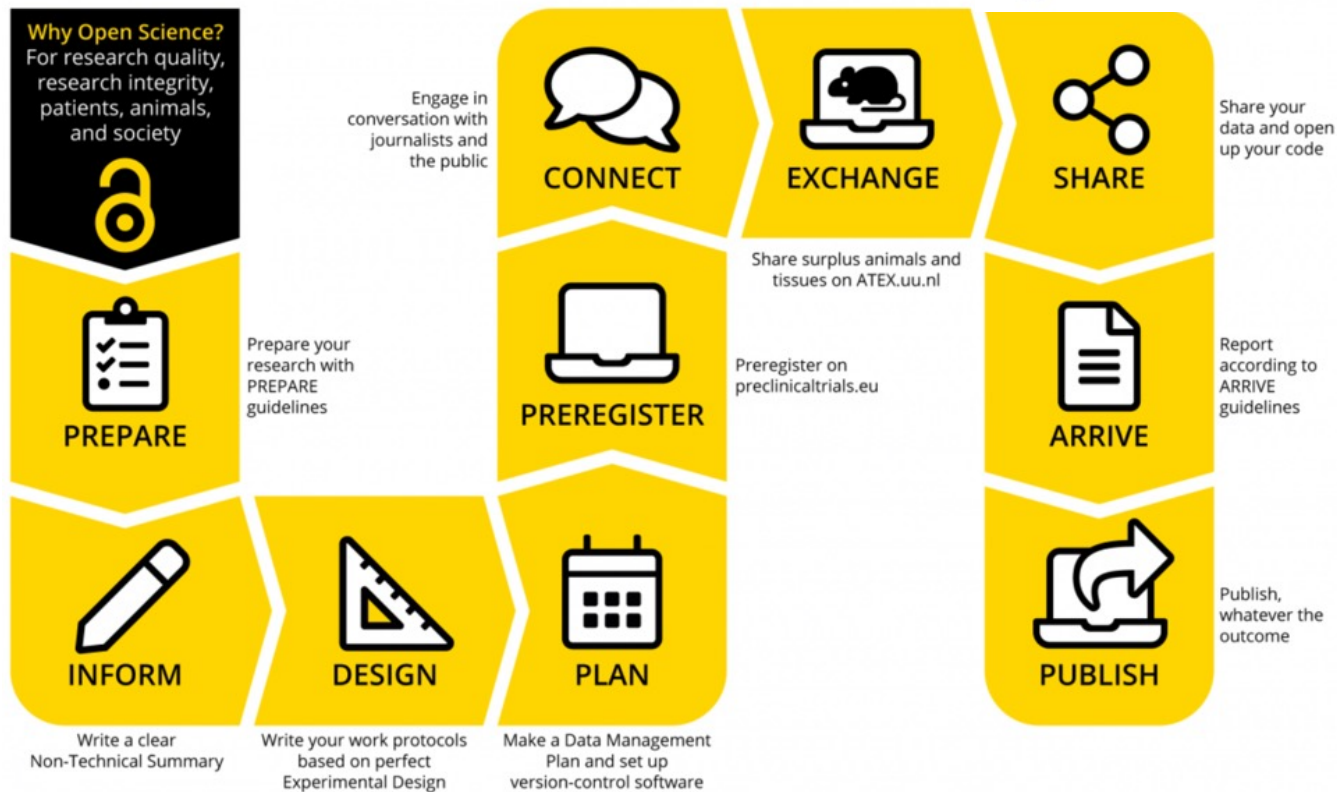 Why Open Science?
For research quality,
research integrity,
patients, animals,
and society
PREPARE
Prepare your
research with
PREPARE
guidelines
INFORM
Write a clear
Non-Technical Summary
DESIGN
Write your work protocols
based on perfect
Experimental Design
PLAN
Make a Data Management
Plan and set up
version-control software
PREREGISTER
Preregister on
preclinicaltrials.eu
CONNECT
Engage in
conversation with
journalists and
the public
EXCHANGE
Share surplus animals and
tissues on ATEX.uu.nl
SHARE
Share your
data and open
up your code
ARRIVE
Report
according to
ARRIVE
guidelines
PUBLISH
Publish,
whatever the
outcome